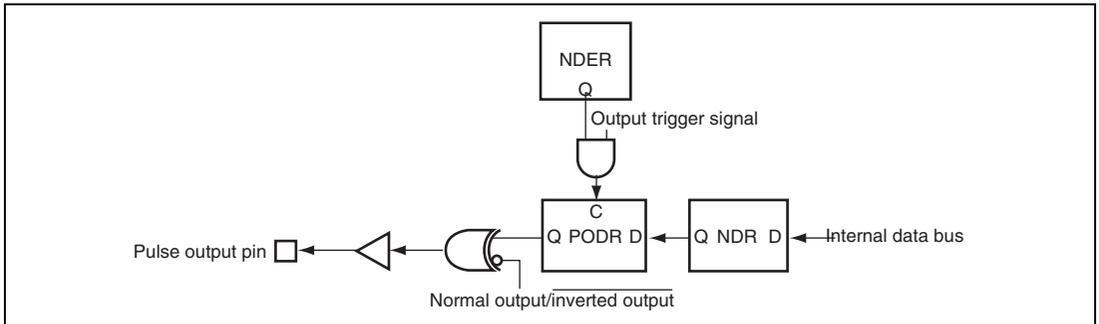 NDER
Q
Output trigger signal
C
Q PODR D
Q NDR D
Internal data bus
Pulse output pin
Normal output/inverted output